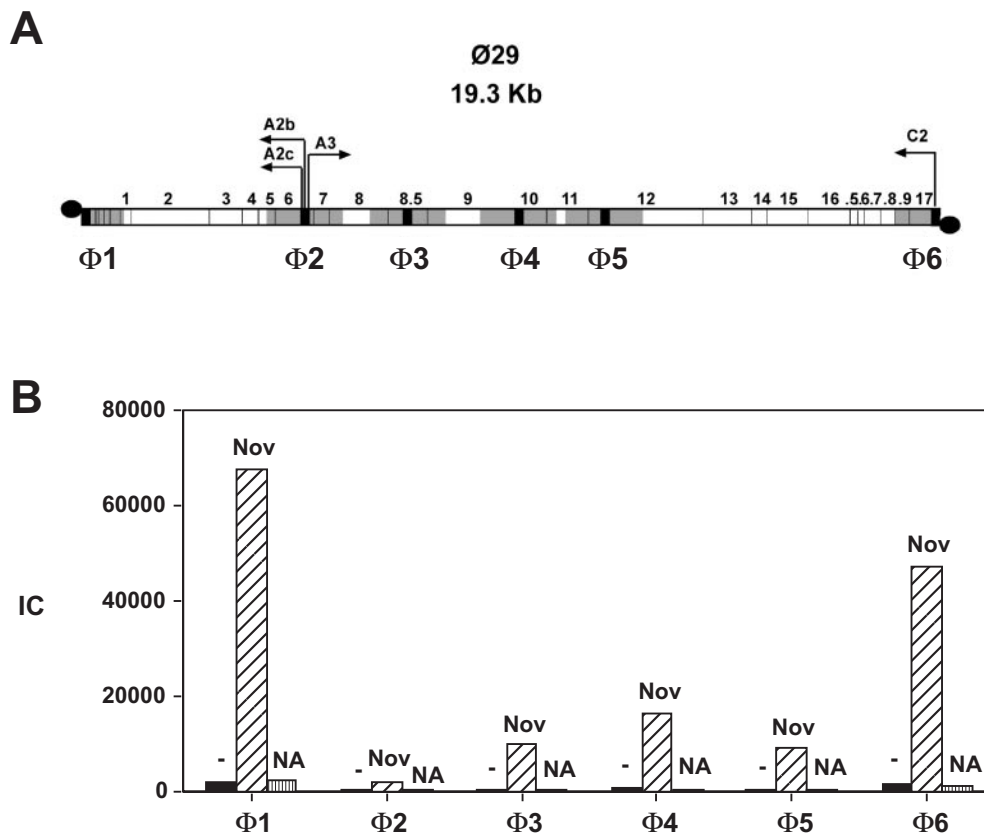 A
Ø29
19.3 Kb
A2b
A2c
A3
C2
1 2 3 4 5 6 7 8 8.5 9 10 11 12 13 14 15 16 .5 .6 .7 .8 .9 17
Φ1 Φ2 Φ3 Φ4 Φ5 Φ6
B
80000
60000
40000
20000
0
IC
- Nov NA
- Nov NA
- Nov NA
- Nov NA
- Nov NA
- Nov NA
Φ1 Φ2 Φ3 Φ4 Φ5 Φ6